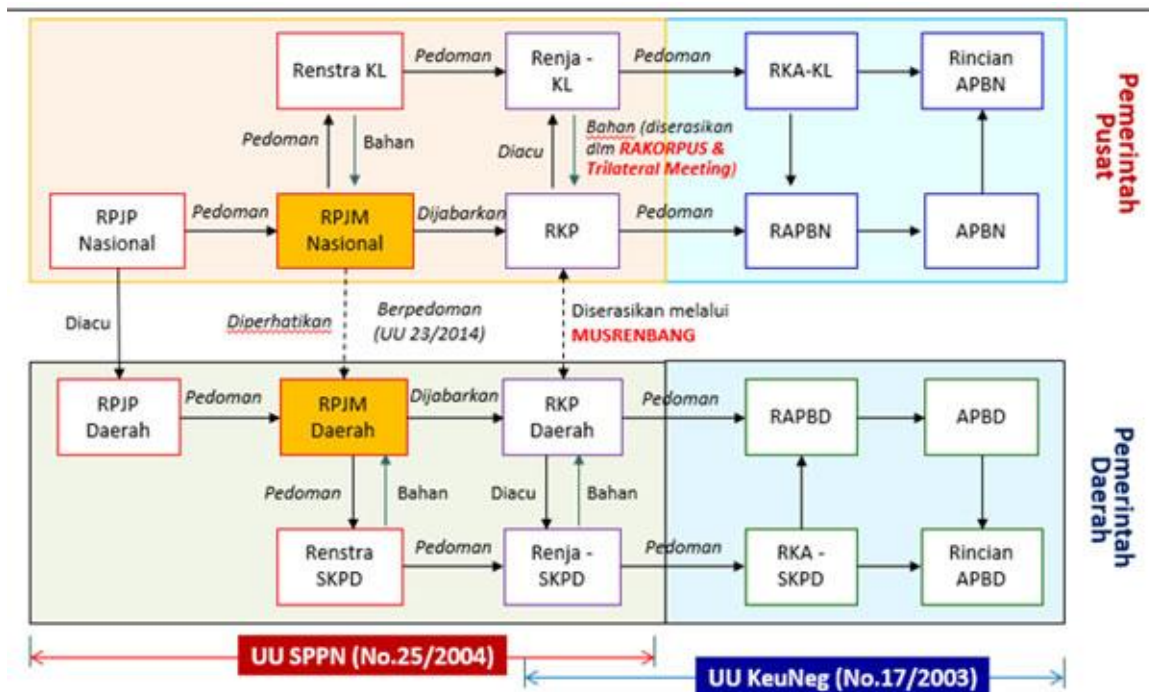 Pedoman
Pedoman
Renstra KL
Renja -
KL
RKA-KL
Rincian
APBN
Pemerintah
Pusat
Pedoman
Bahan
Diacu
Bahan (diserasikan
dlm RAKORPUS &
Trilateral Meeting)
RPJP
Nasional
Pedoman
RPJM
Nasional
Dijabarkan
RKP
Pedoman
RAPBN
APBN
Diacu
Diperhatikan
Berpedoman
(UU 23/2014)
Diserasikan melalui
MUSRENBANG
RPJP
Daerah
Pedoman
RPJM
Daerah
Dijabarkan
RKP
Daerah
Pedoman
RAPBD
APBD
Pemerintah
Daerah
Pedoman
Bahan
Diacu
Bahan
Renstra
SKPD
Pedoman
Renja -
SKPD
Pedoman
RKA -
SKPD
Rincian
APBD
UU SPPN (No.25/2004)
UU KeuNeg (No.17/2003)